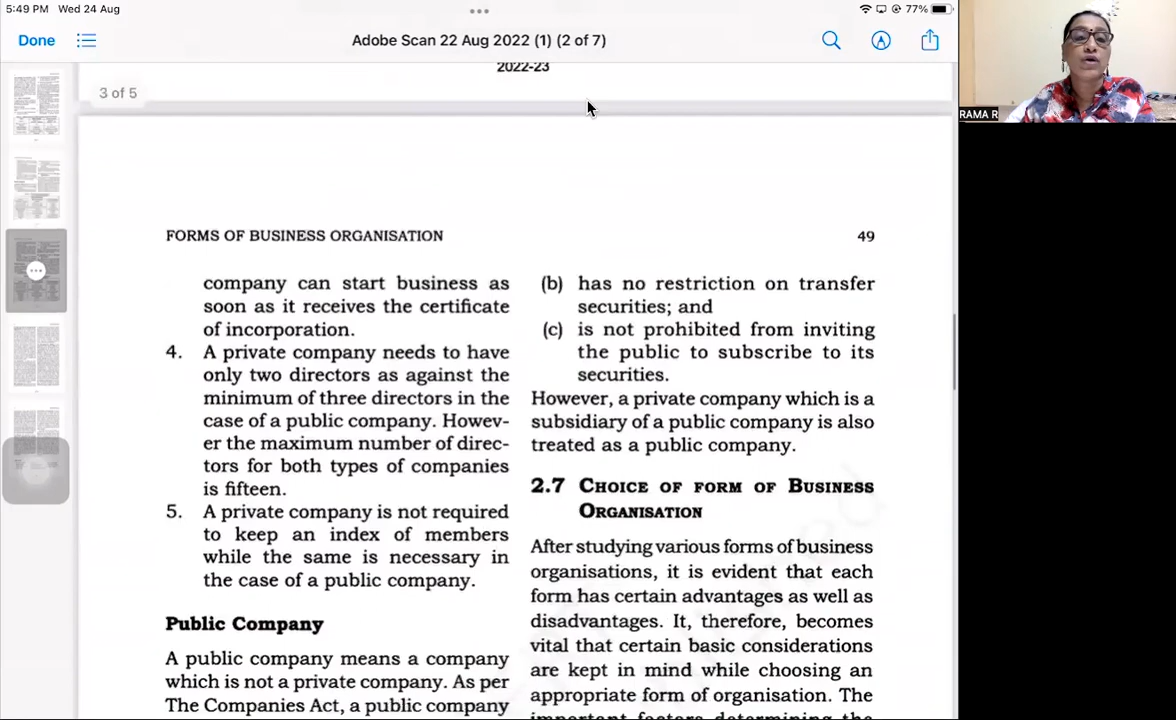 5:49 PM Wed 24 Aug
77%
Done
Adobe Scan 22 Aug 2022 (1) (2 of 7)
2022-23
3 of 5
RAMA R
FORMS OF BUSINESS ORGANISATION
49
company can start business as
soon as it receives the certificate
of incorporation.
4. A private company needs to have
only two directors as against the
minimum of three directors in the
case of a public company. Howev-
er the maximum number of direc-
tors for both types of companies
is fifteen.
5. A private company is not required
to keep an index of members
while the same is necessary in
the case of a public company.
Public Company
A public company means a company
which is not a private company. As per
The Companies Act, a public company
(b) has no restriction on transfer
securities; and
(c) is not prohibited from inviting
the public to subscribe to its
securities.
However, a private company which is a
subsidiary of a public company is also
treated as a public company.
2.7 CHOICE OF FORM OF BUSINESS
ORGANISATION
After studying various forms of business
organisations, it is evident that each
form has certain advantages as well as
disadvantages. It, therefore, becomes
vital that certain basic considerations
are kept in mind while choosing an
appropriate form of organisation. The
important factors determining the